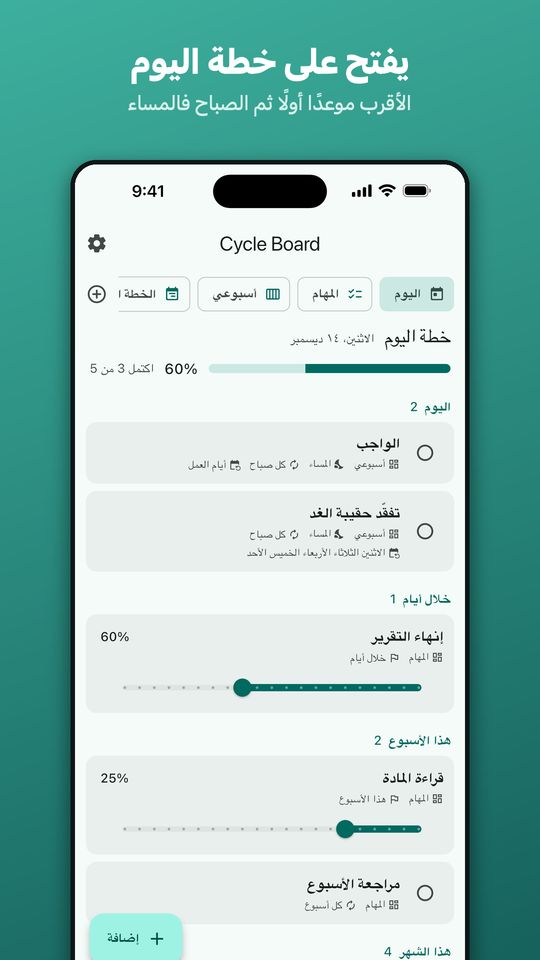 يفتح على خطة اليوم
الأقرب موعدًا أولًا ثم الصباح فالمساء
9:41
Cycle Board
اليوم
المهام
أسبوعي
الخطة ا
خطة اليوم الاثنين، ١٤ ديسمبر
60% اكتمل 3 من 5
اليوم 2
الواجب
أسبوعي المساء كل صباح أيام العمل
تفقّد حقيبة الغد
أسبوعي المساء كل صباح
الاثنين الثلاثاء الأربعاء الخميس الأحد
خلال أيام 1
إنهاء التقرير 60%
المهام خلال أيام
هذا الأسبوع 2
قراءة المادة 25%
المهام هذا الأسبوع
مراجعة الأسبوع
المهام كل أسبوع
إضافة
هذا الشهر 4